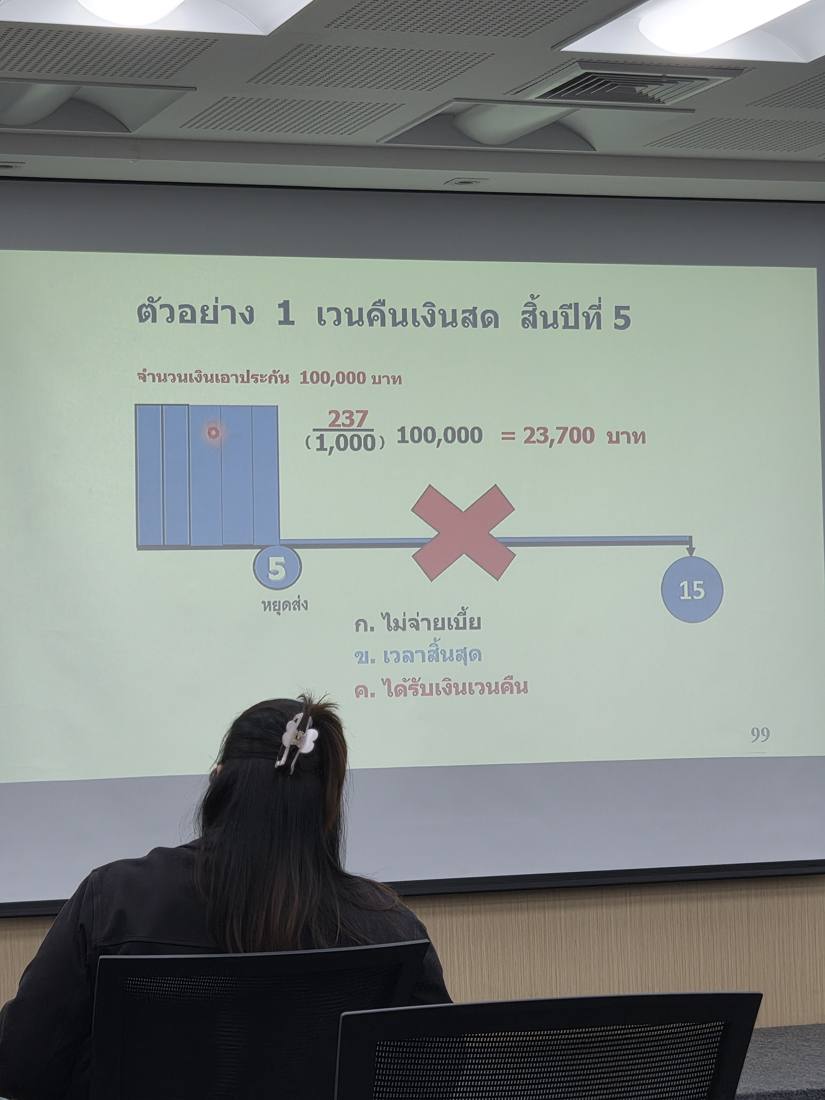 ตัวอย่าง 1 เวนคืนเงินสด สิ้นปีที่ 5
จำนวนเงินเอาประกัน 100,000 บาท
237
(1,000) 100,000 = 23,700 บาท
5
หยุดส่ง
15
ก. ไม่จ่ายเบี้ย
ข. เวลาสิ้นสุด
ค. ได้รับเงินเวนคืน
99